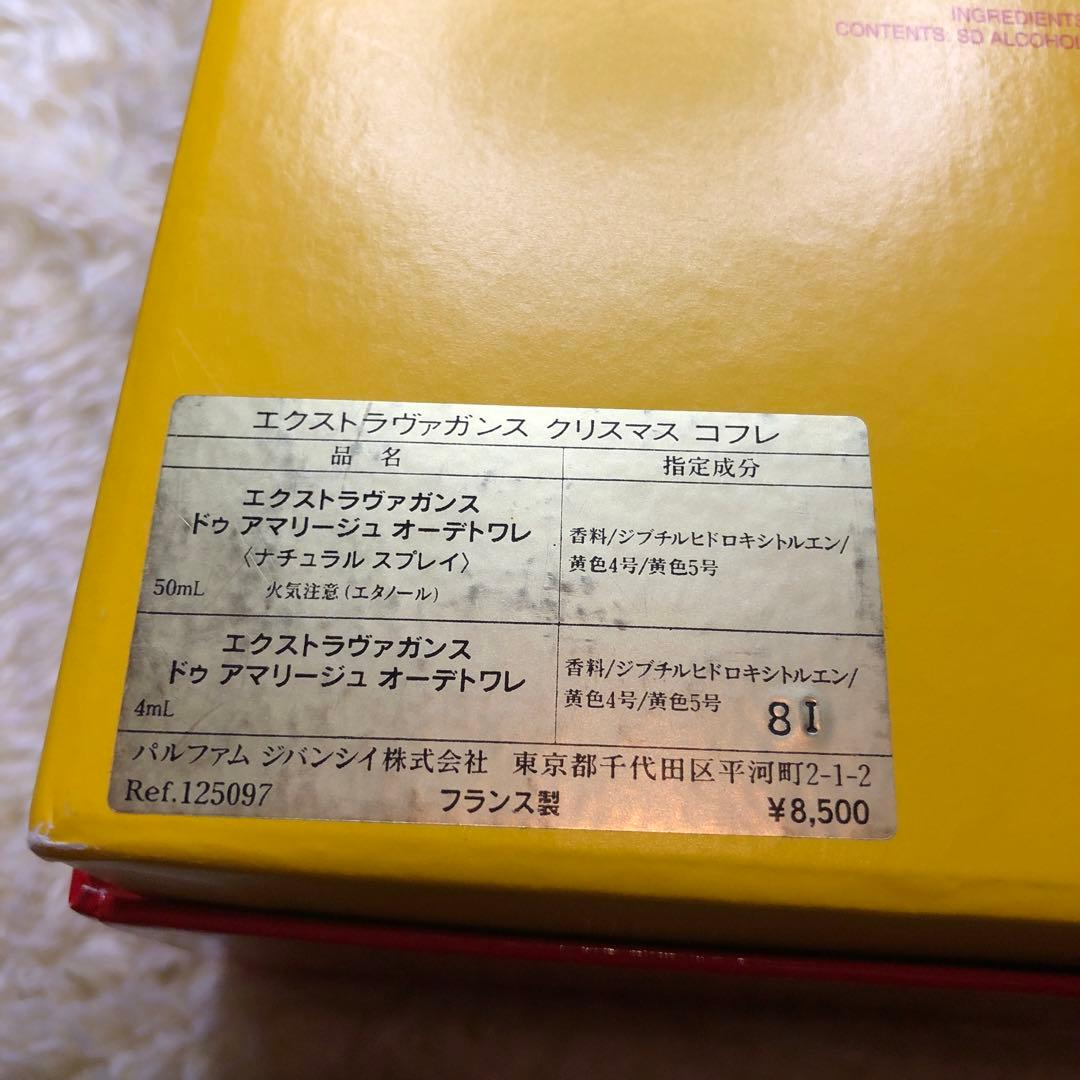 INGREDIENTS
CONTENTS: SD ALCOHOL
エクストラヴァガンス クリスマス コフレ
品 名
指定成分
エクストラヴァガンス
ドゥ アマリージュ オーデトワレ
〈ナチュラル スプレイ〉
50mL 火気注意(エタノール)
香料/ジブチルヒドロキシトルエン/
黄色4号/黄色5号
エクストラヴァガンス
ドゥ アマリージュ オーデトワレ
4mL
香料/ジブチルヒドロキシトルエン/
黄色4号/黄色5号
8I
パルファム ジバンシイ株式会社 東京都千代田区平河町2-1-2
Ref.125097 フランス製 ¥8,500